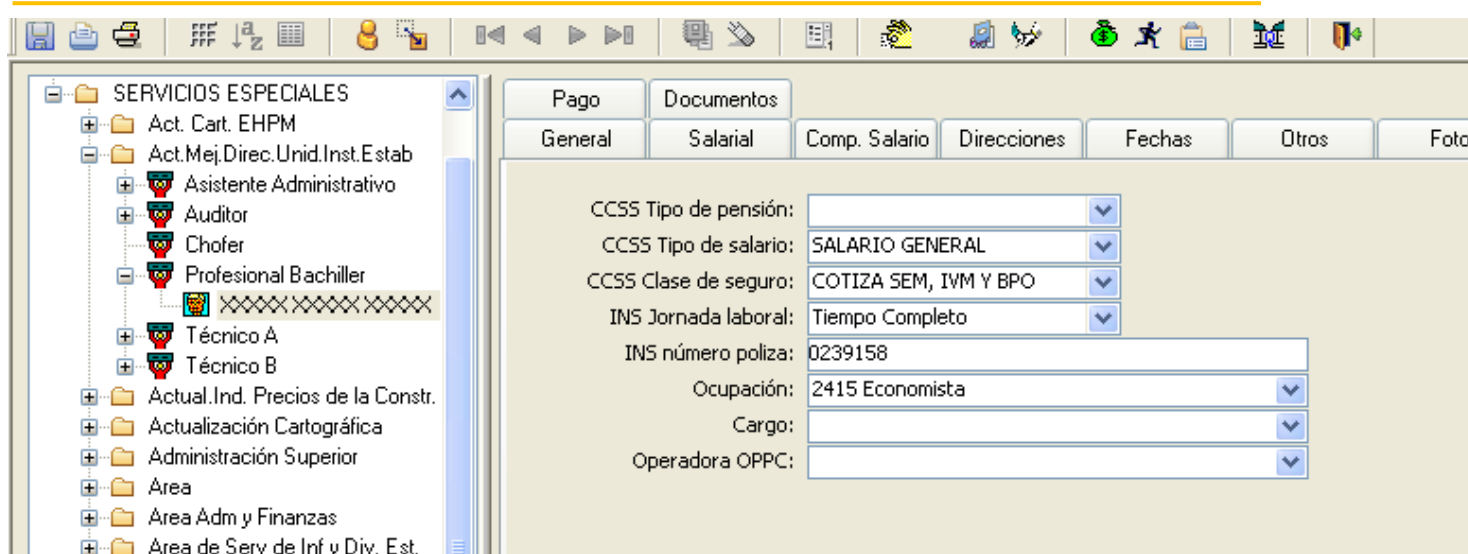 SERVICIOS ESPECIALES
Act. Cart. EHPM
Act.Mej.Direc.Unid.Inst.Estab
Asistente Administrativo
Auditor
Chofer
Profesional Bachiller
XXXXX XXXXX XXXXX
Técnico A
Técnico B
Actual.Ind. Precios de la Constr.
Actualización Cartográfica
Administración Superior
Area
Area Adm y Finanzas
Area de Serv de Inf y Div. Est.
Pago Documentos
General Salarial Comp. Salario Direcciones Fechas Otros Foto
CCSS Tipo de pensión:
CCSS Tipo de salario: SALARIO GENERAL
CCSS Clase de seguro: COTIZA SEM, IVM Y BPO
INS Jornada laboral: Tiempo Completo
INS número poliza: 0239158
Ocupación: 2415 Economista
Cargo:
Operadora OPPC: